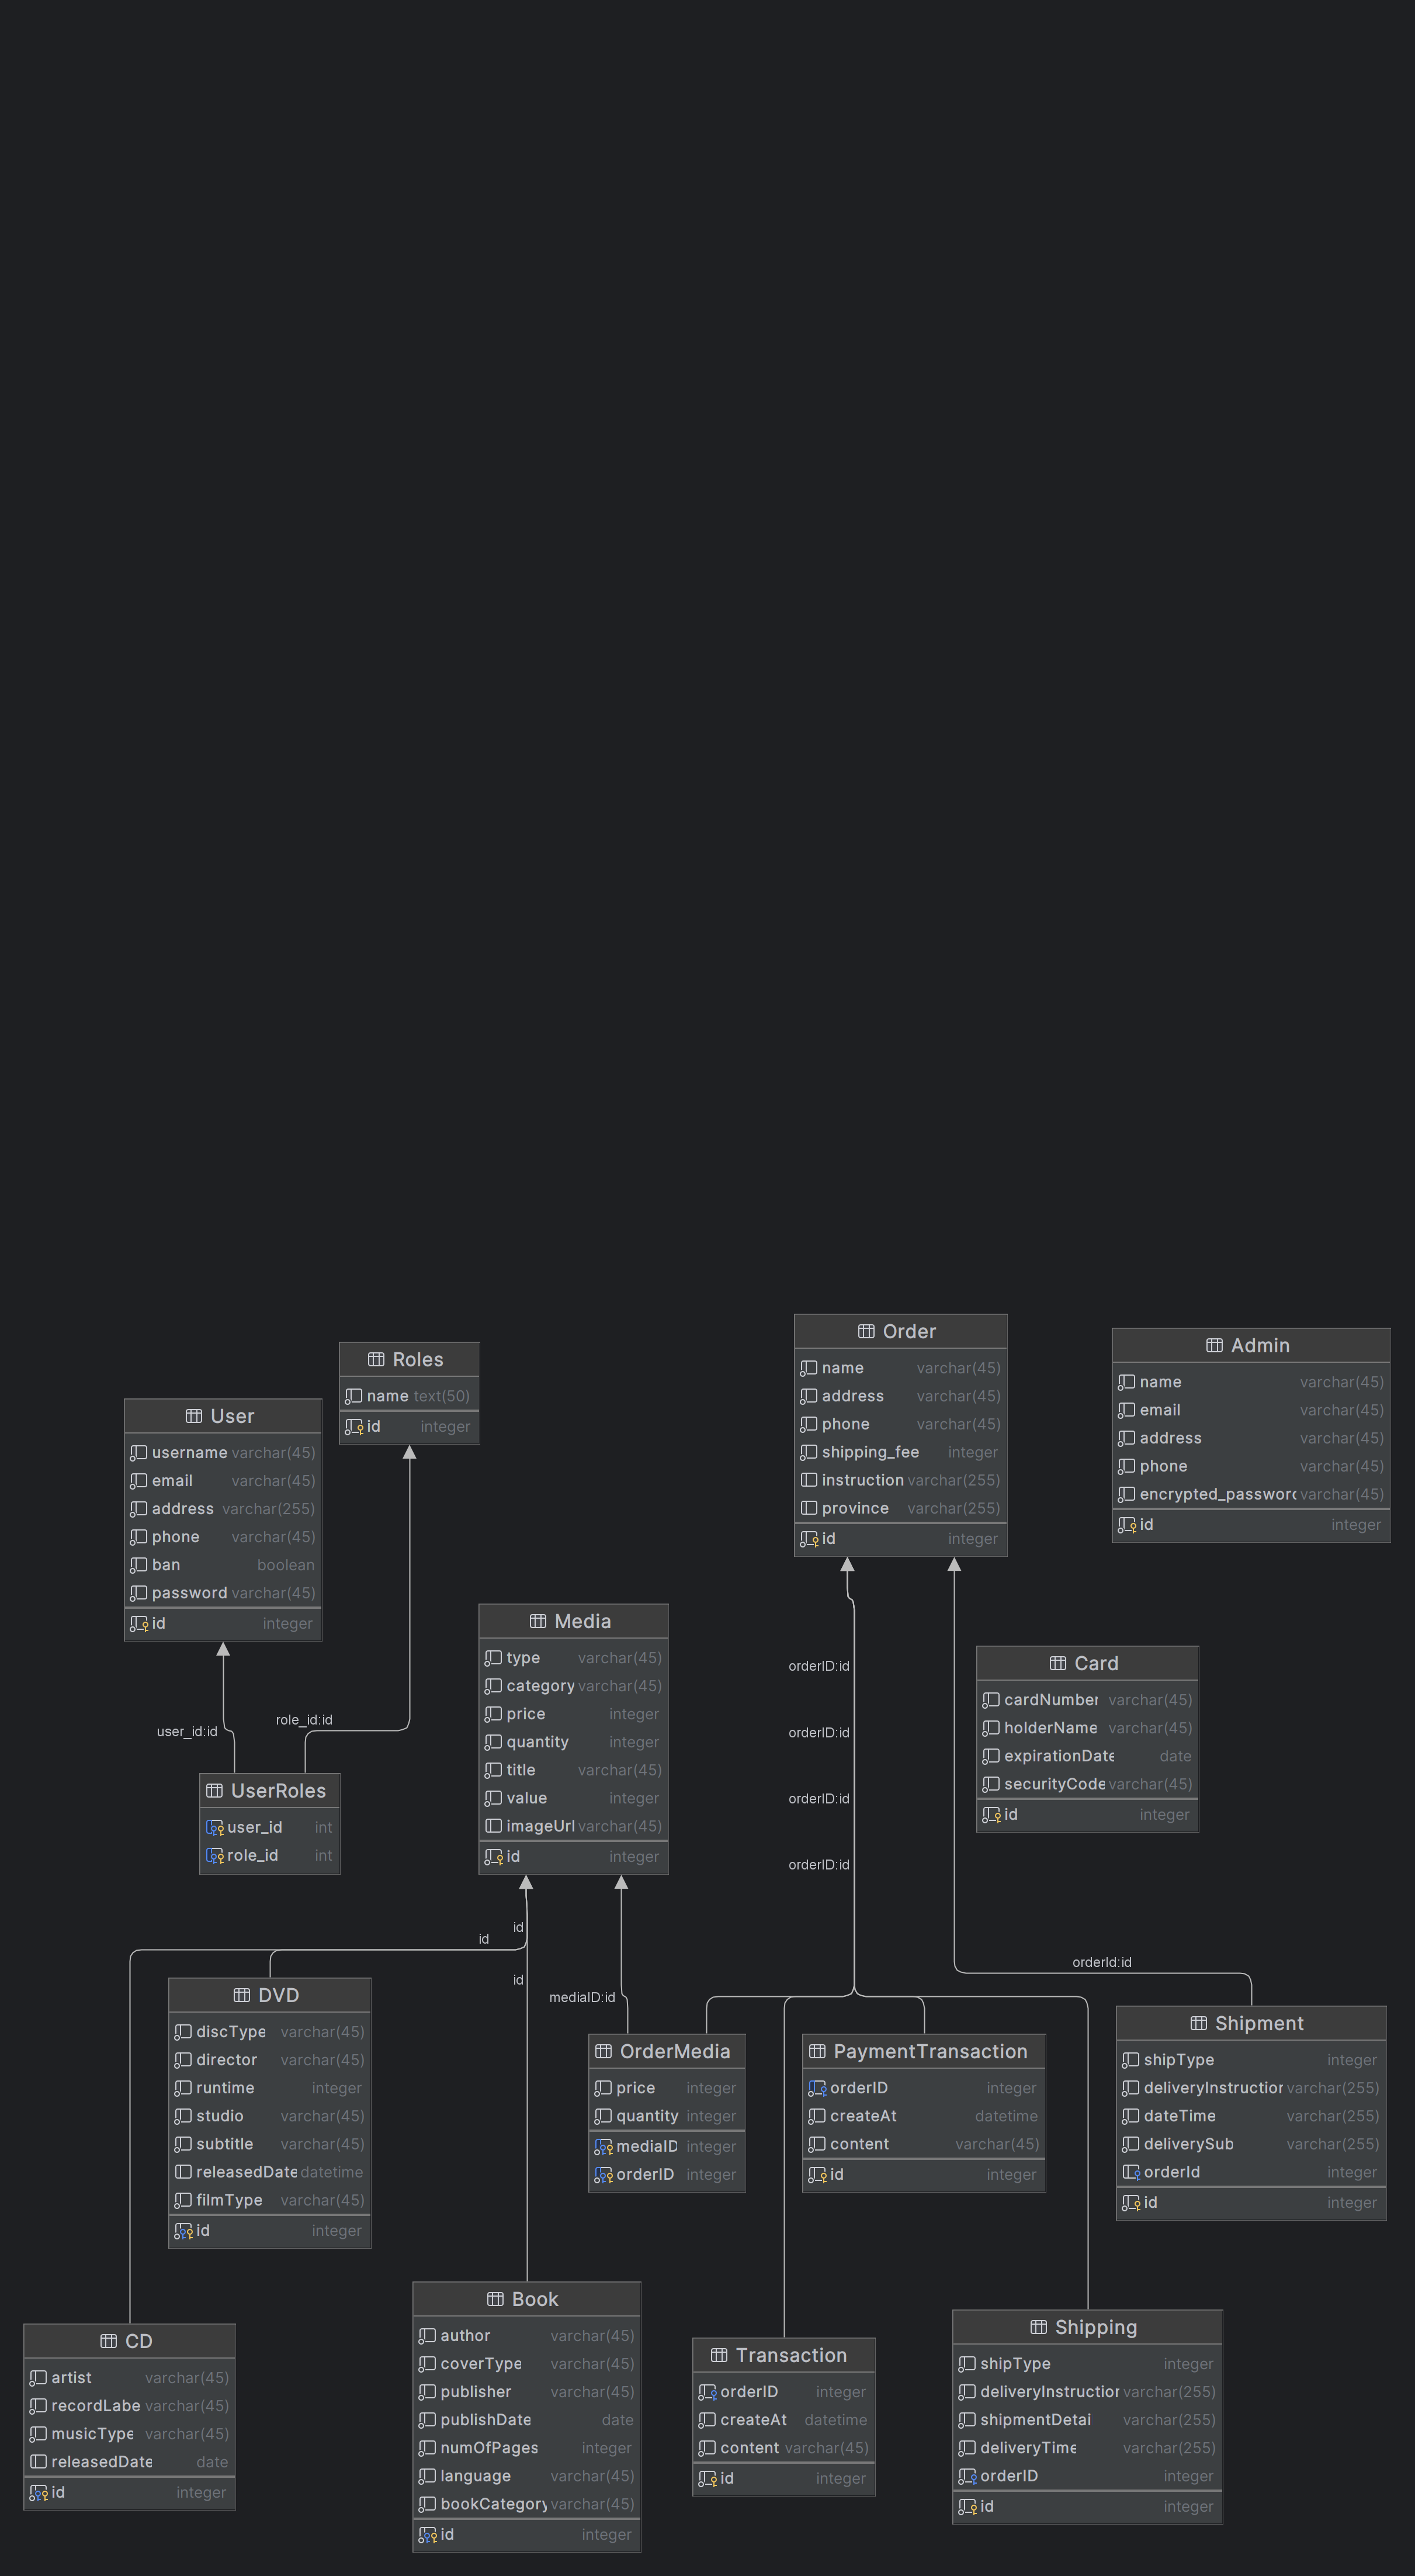 Roles
name text(50)
id integer
User
username varchar(45)
email varchar(45)
address varchar(255)
phone varchar(45)
ban boolean
password varchar(45)
id integer
user_id:id
role_id:id
UserRoles
user_id int
role_id int
Order
name varchar(45)
address varchar(45)
phone varchar(45)
shipping_fee integer
instruction varchar(255)
province varchar(255)
id integer
Admin
name varchar(45)
email varchar(45)
address varchar(45)
phone varchar(45)
encrypted_password varchar(45)
id integer
Media
type varchar(45)
category varchar(45)
price integer
quantity integer
title varchar(45)
value integer
imageUrl varchar(45)
id integer
Card
cardNumber varchar(45)
holderName varchar(45)
expirationDate date
securityCode varchar(45)
id integer
orderID:id
orderID:id
orderID:id
orderID:id
id
id
id
mediaID:id
orderId:id
DVD
discType varchar(45)
director varchar(45)
runtime integer
studio varchar(45)
subtitle varchar(45)
releasedDate datetime
filmType varchar(45)
id integer
OrderMedia
price integer
quantity integer
mediaID integer
orderID integer
PaymentTransaction
orderID integer
createAt datetime
content varchar(45)
id integer
Shipment
shipType integer
deliveryInstruction varchar(255)
dateTime varchar(255)
deliverySub varchar(255)
orderId integer
id integer
CD
artist varchar(45)
recordLabe varchar(45)
musicType varchar(45)
releasedDate date
id integer
Book
author varchar(45)
coverType varchar(45)
publisher varchar(45)
publishDate date
numOfPages integer
language varchar(45)
bookCategory varchar(45)
id integer
Transaction
orderID integer
createAt datetime
content varchar(45)
id integer
Shipping
shipType integer
deliveryInstruction varchar(255)
shipmentDetai varchar(255)
deliveryTime varchar(255)
orderID integer
id integer